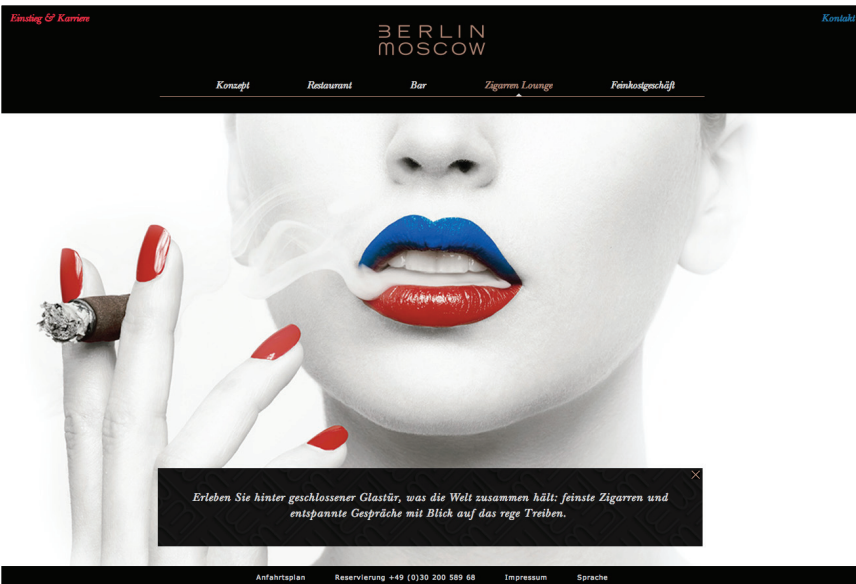 Einstieg & Karriere
Kontakt
BERLIN
MOSCOW
Konzept Restaurant Bar Zigarren Lounge Feinkostgeschäft
Erleben Sie hinter geschlossener Glastür, was die Welt zusammen hält: feinste Zigarren und
entspannte Gespräche mit Blick auf das rege Treiben.
Anfahrtsplan Reservierung +49 (0)30 200 589 68 Impressum Sprache